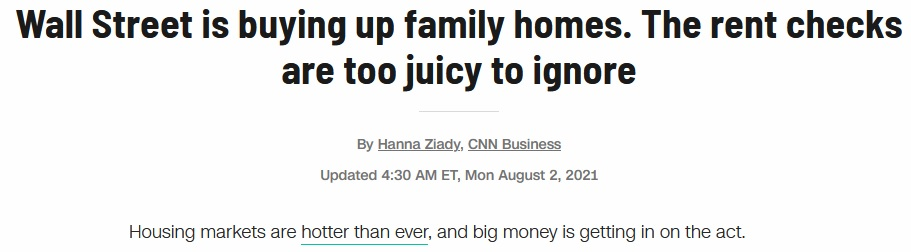 Wall Street is buying up family homes. The rent checks
are too juicy to ignore
By Hanna Ziady, CNN Business
Updated 4:30 AM ET, Mon August 2, 2021
Housing markets are hotter than ever, and big money is getting in on the act.